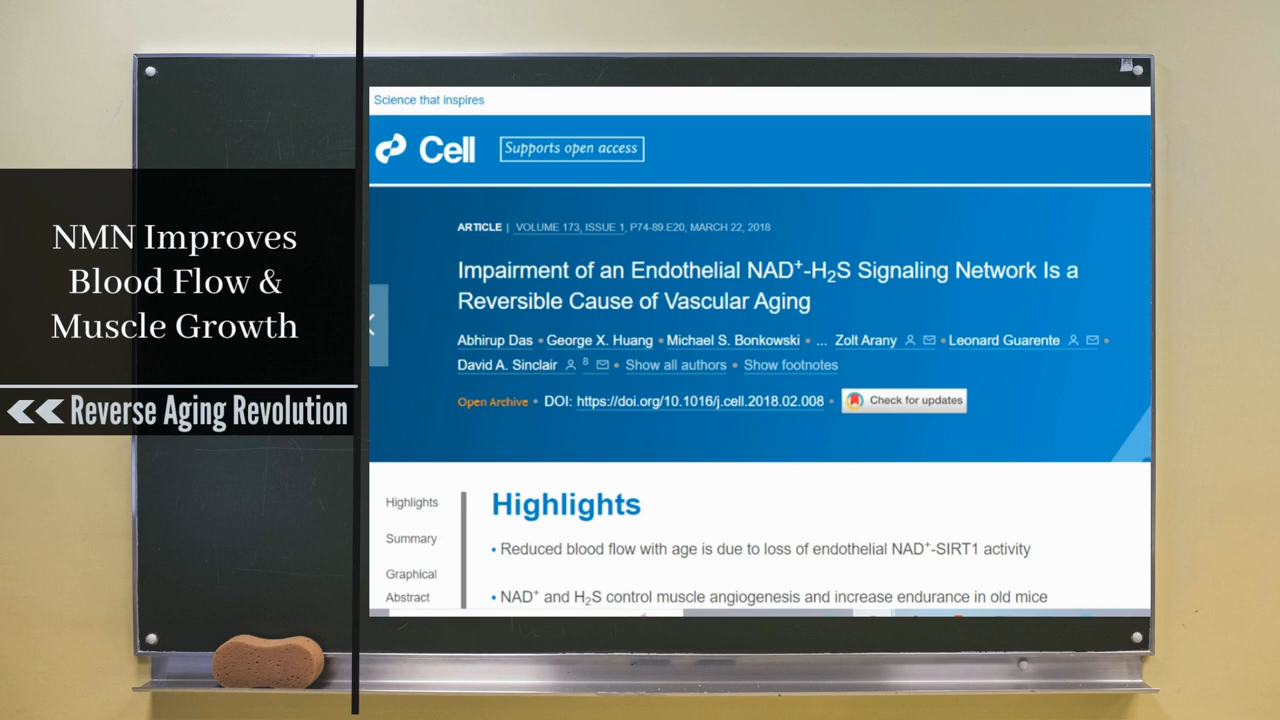 NMN Improves
Blood Flow &
Muscle Growth
Reverse Aging Revolution
Science that inspires
Cell
Supports open access
ARTICLE | VOLUME 173, ISSUE 1, P74-89.E20, MARCH 22, 2018
Impairment of an Endothelial NAD⁺-H₂S Signaling Network Is a
Reversible Cause of Vascular Aging
Abhirup Das • George X. Huang • Michael S. Bonkowski • ... Zolt Arany • Leonard Guarente •
David A. Sinclair 8 • Show all authors • Show footnotes
Open Archive • DOI: https://doi.org/10.1016/j.cell.2018.02.008 • Check for updates
Highlights
Summary
Graphical
Abstract
Highlights
• Reduced blood flow with age is due to loss of endothelial NAD⁺-SIRT1 activity
• NAD⁺ and H₂S control muscle angiogenesis and increase endurance in old mice